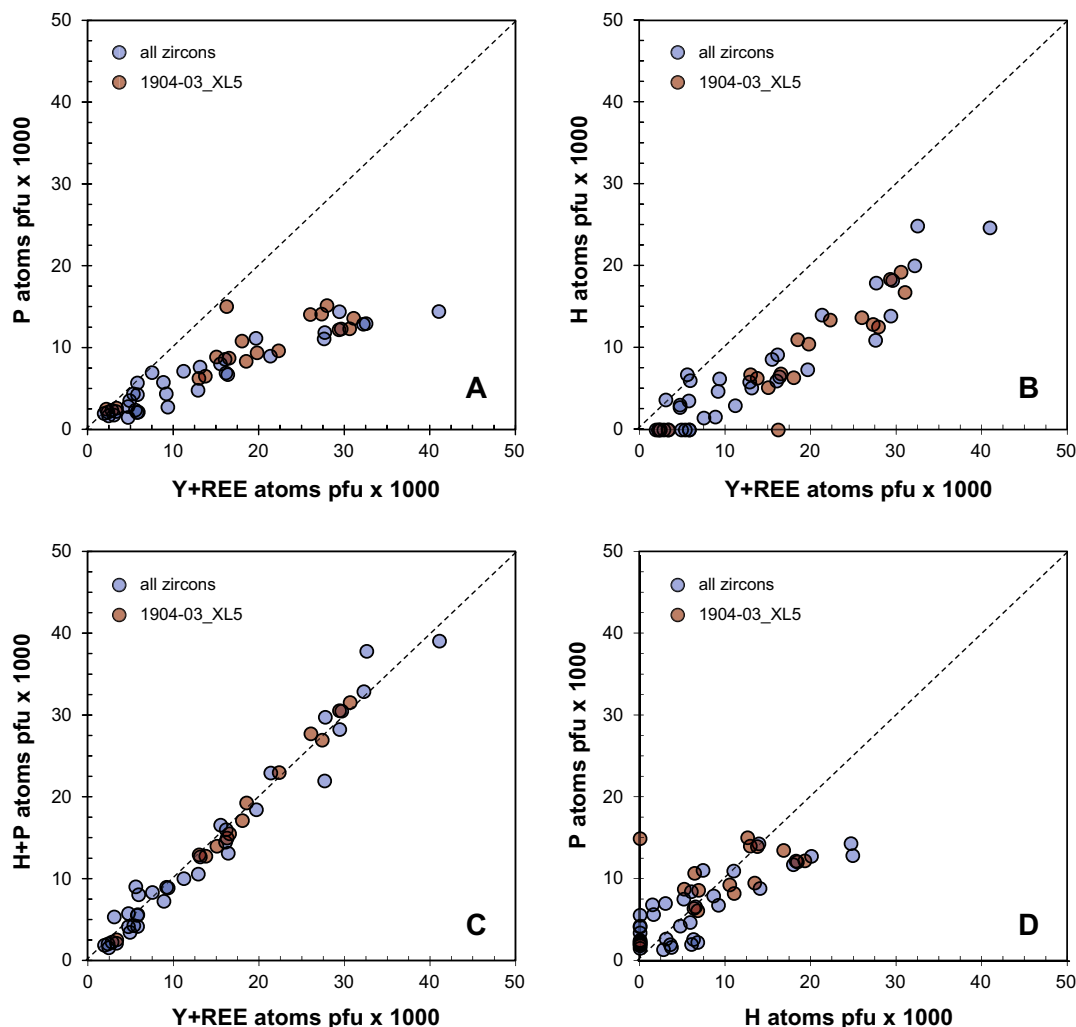 50
40
30
20
10
0
P atoms pfu x 1000
all zircons
1904-03_XL5
A
0 10 20 30 40 50
Y+REE atoms pfu x 1000
50
40
30
20
10
0
H atoms pfu x 1000
all zircons
1904-03_XL5
B
0 10 20 30 40 50
Y+REE atoms pfu x 1000
50
40
30
20
10
0
H+P atoms pfu x 1000
all zircons
1904-03_XL5
C
0 10 20 30 40 50
Y+REE atoms pfu x 1000
50
40
30
20
10
0
P atoms pfu x 1000
all zircons
1904-03_XL5
D
0 10 20 30 40 50
H atoms pfu x 1000